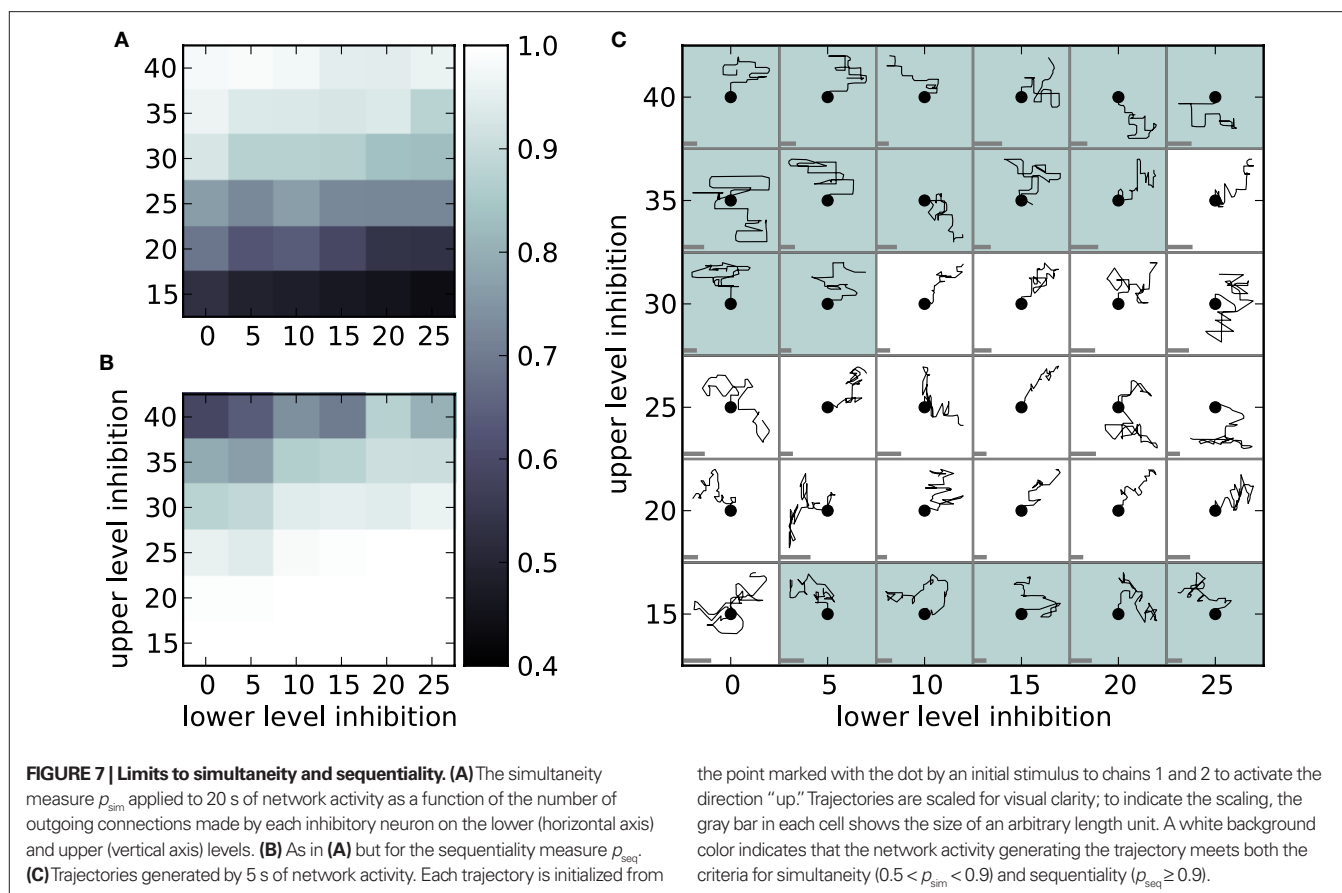 A
40
35
30
25
20
15
0 5 10 15 20 25
1.0
0.9
0.8
0.7
0.6
0.5
0.4
B
40
35
30
25
20
15
0 5 10 15 20 25
upper level inhibition
lower level inhibition
C
40
35
30
25
20
15
0 5 10 15 20 25
upper level inhibition
lower level inhibition
FIGURE 7 | Limits to simultaneity and sequentiality. (A) The simultaneity
measure p_sim applied to 20 s of network activity as a function of the number of
outgoing connections made by each inhibitory neuron on the lower (horizontal axis)
and upper (vertical axis) levels. (B) As in (A) but for the sequentiality measure p_seq.
(C) Trajectories generated by 5 s of network activity. Each trajectory is initialized from
the point marked with the dot by an initial stimulus to chains 1 and 2 to activate the
direction “up.” Trajectories are scaled for visual clarity; to indicate the scaling, the
gray bar in each cell shows the size of an arbitrary length unit. A white background
color indicates that the network activity generating the trajectory meets both the
criteria for simultaneity (0.5 < p_sim < 0.9) and sequentiality (p_seq ≥ 0.9).